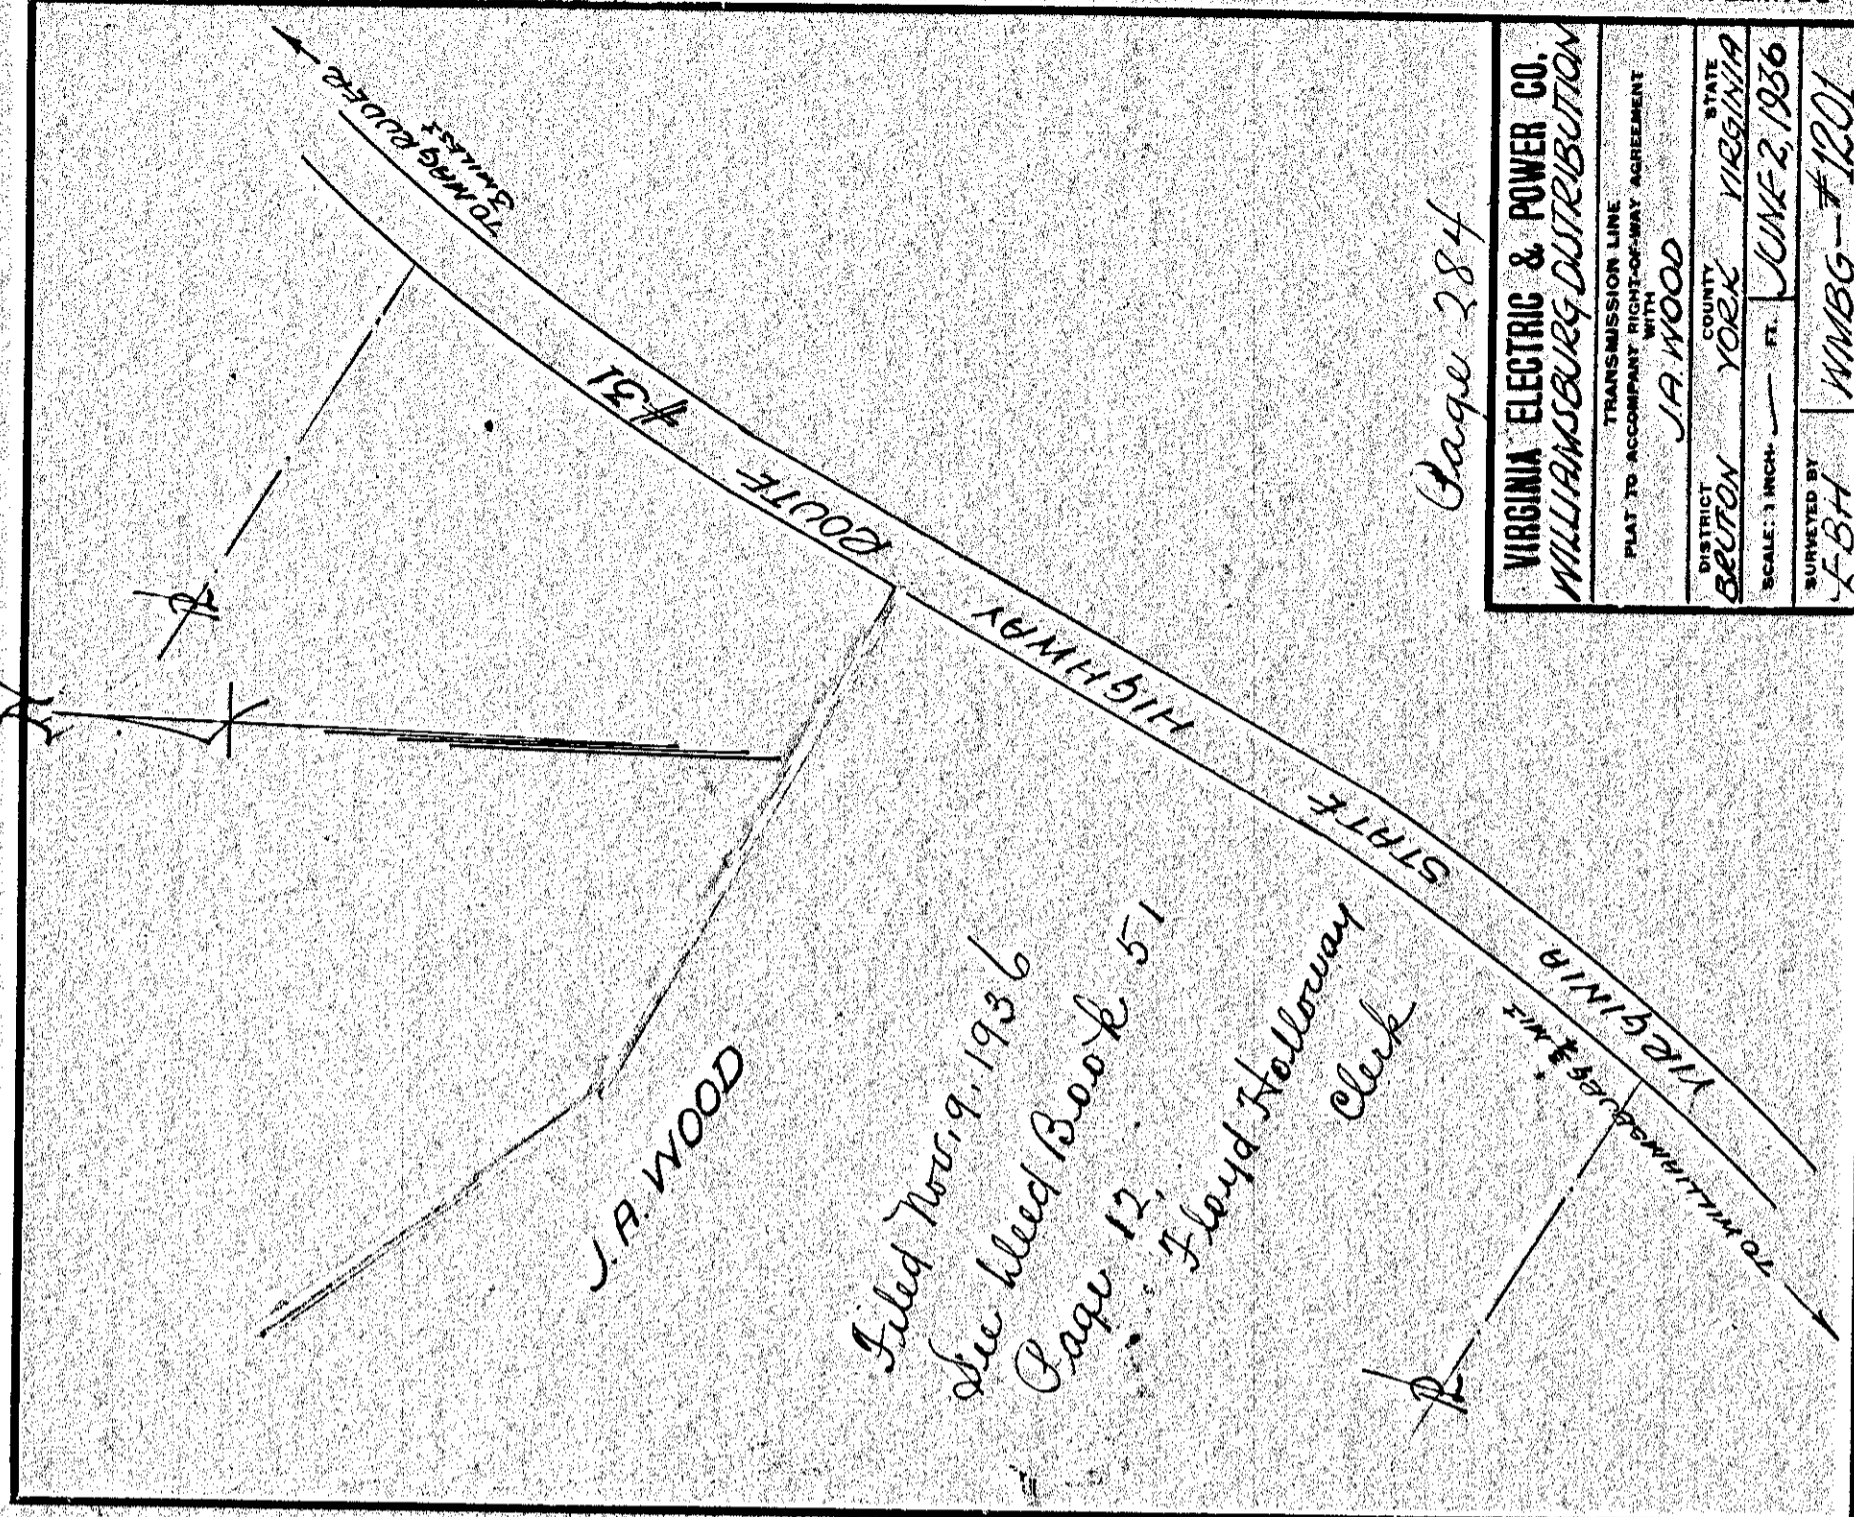 TO MAGRUDER
3 MILES±
VIRGINIA STATE HIGHWAY ROUTE #31
J.A. WOOD
Filed Nov. 9, 1936
See Deed Book 51
Page 12.
Floyd Holloway
Clerk
TO WILLIAMSBURG
Page 284
VIRGINIA ELECTRIC & POWER CO.
WILLIAMSBURG DISTRIBUTION
TRANSMISSION LINE
PLAT TO ACCOMPANY RIGHT-OF-WAY AGREEMENT
WITH
J.A. WOOD
DISTRICT COUNTY STATE
BRUTON YORK VIRGINIA
SCALE: 1 INCH — FT. JUNE 2, 1936
SURVEYED BY
WMBG-#1201